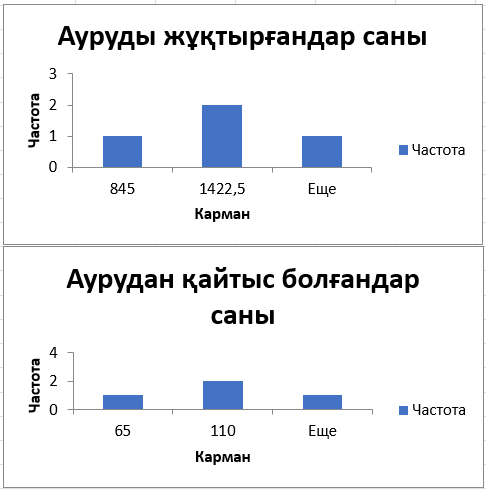 Ауруды жұқтырғандар саны
3
2
1
0
Частота
845 1422,5 Еще
Карман
Частота
Аурудан қайтыс болғандар
саны
4
2
0
Частота
65 110 Еще
Карман
Частота